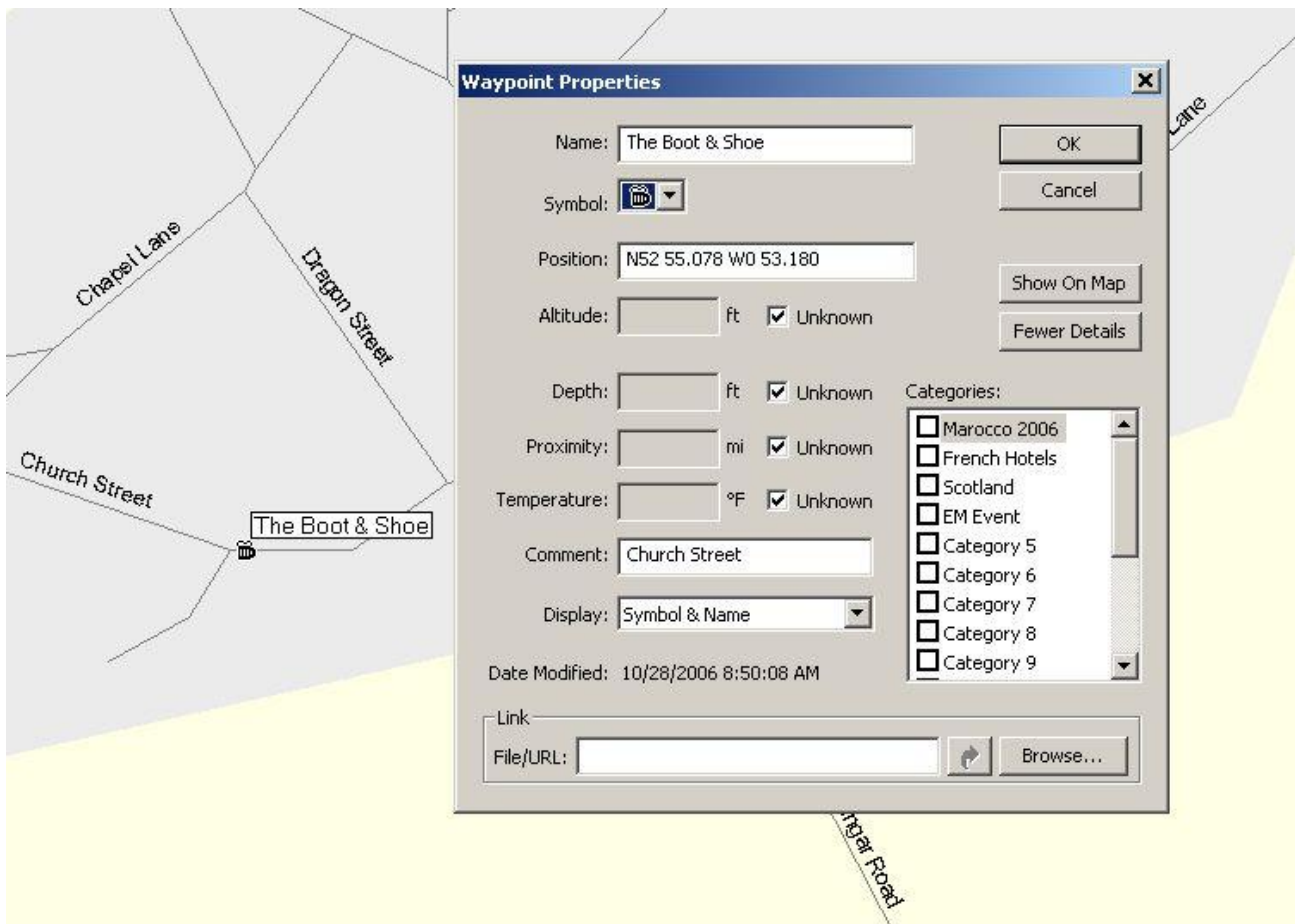 Waypoint Properties
Lane
Name: The Boot & Shoe
OK
Symbol:
Cancel
Position: N52 55.078 W0 53.180
Show On Map
Altitude: ft Unknown
Fewer Details
Depth: ft Unknown
Categories:
Marocco 2006
Proximity: mi Unknown
French Hotels
Scotland
Temperature: °F Unknown
EM Event
Category 5
Comment: Church Street
Category 6
Category 7
Display: Symbol & Name
Category 8
Category 9
Date Modified: 10/28/2006 8:50:08 AM
Link
File/URL:
Browse...
Chapel Lane
Dragon Street
Church Street
The Boot & Shoe
ngar Road